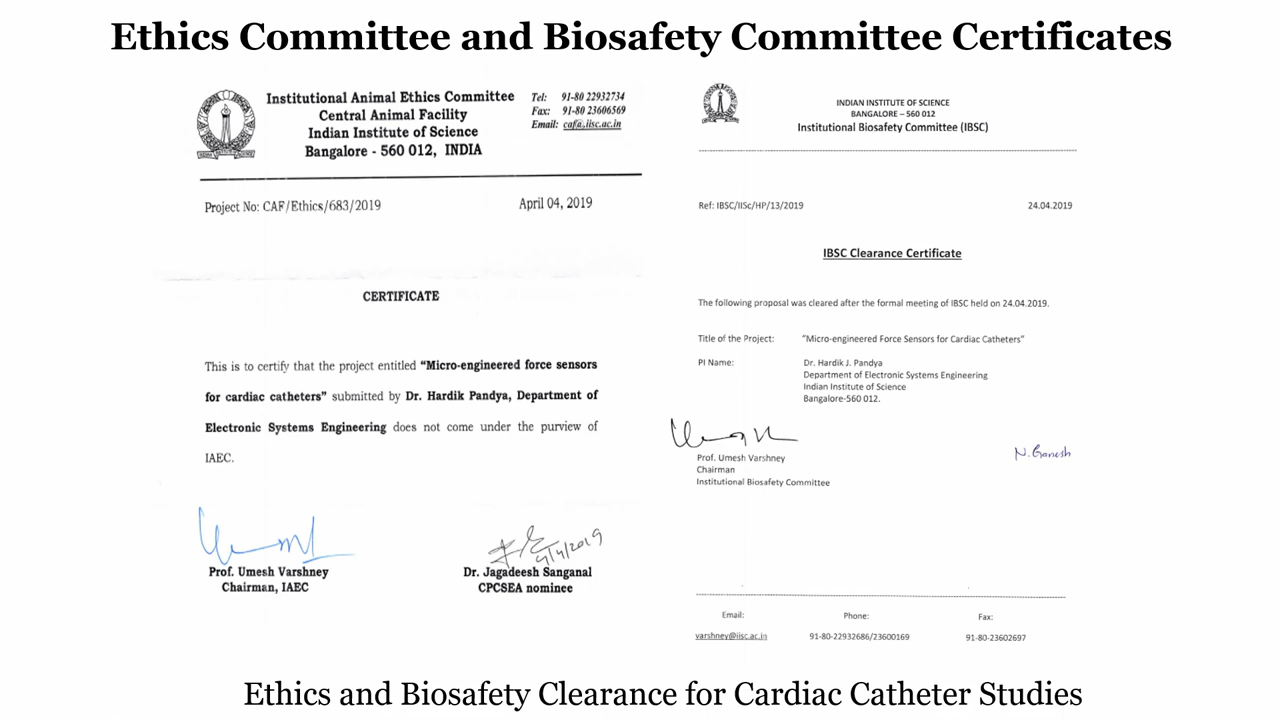 Ethics Committee and Biosafety Committee Certificates
Institutional Animal Ethics Committee
Central Animal Facility
Indian Institute of Science
Bangalore - 560 012, INDIA
Tel: 91-80 22932734
Fax: 91-80 23606569
Email: caf@iisc.ac.in
Project No: CAF/Ethics/683/2019
April 04, 2019
CERTIFICATE
This is to certify that the project entitled “Micro-engineered force sensors
for cardiac catheters” submitted by Dr. Hardik Pandya, Department of
Electronic Systems Engineering does not come under the purview of
IAEC.
4/4/2019
Prof. Umesh Varshney
Chairman, IAEC
Dr. Jagadeesh Sanganal
CPCSEA nominee
INDIAN INSTITUTE OF SCIENCE
BANGALORE – 560 012
Institutional Biosafety Committee (IBSC)
Ref: IBSC/IISc/HP/13/2019
24.04.2019
IBSC Clearance Certificate
The following proposal was cleared after the formal meeting of IBSC held on 24.04.2019.
Title of the Project: “Micro-engineered Force Sensors for Cardiac Catheters”
PI Name: Dr. Hardik J. Pandya
Department of Electronic Systems Engineering
Indian Institute of Science
Bangalore-560 012.
N. Ganesh
Prof. Umesh Varshney
Chairman
Institutional Biosafety Committee
Email: Phone: Fax:
varshney@iisc.ac.in 91-80-22932686/23600169 91-80-23602697
Ethics and Biosafety Clearance for Cardiac Catheter Studies